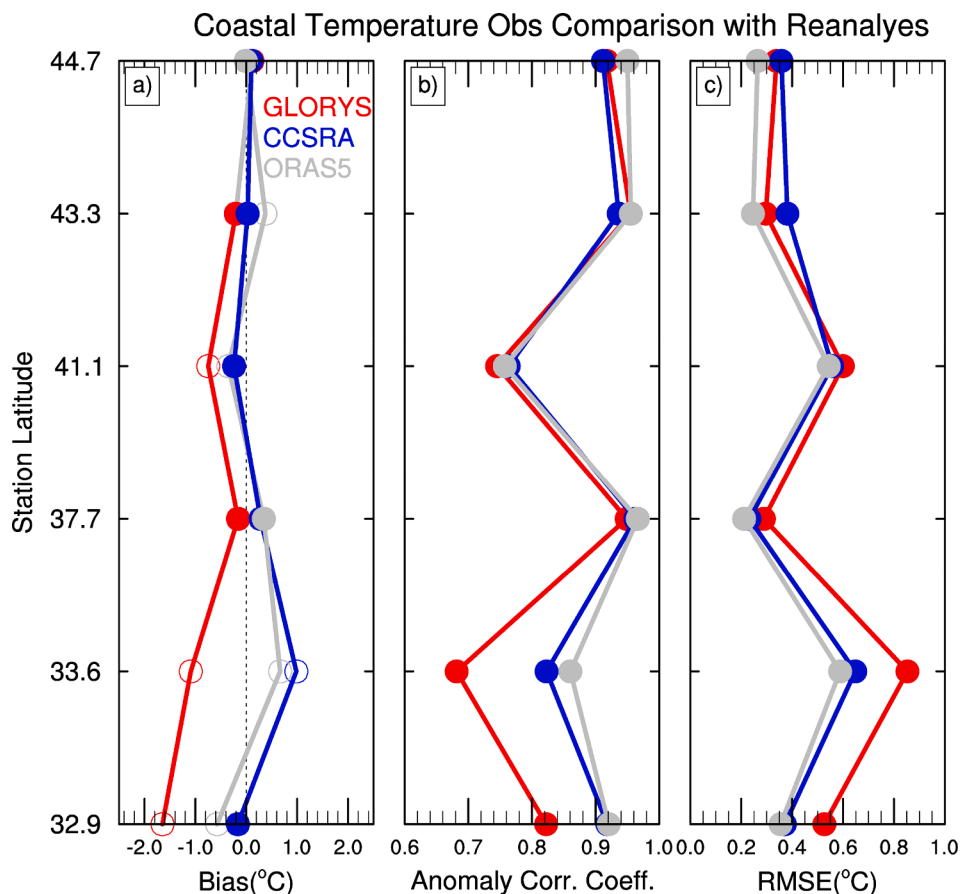 Coastal Temperature Obs Comparison with Reanalyes
a)
b)
c)
GLORYS
CCSRA
ORAS5
Station Latitude
44.7
43.3
41.1
37.7
33.6
32.9
-2.0 -1.0 0.0 1.0 2.0
0.6 0.7 0.8 0.9 1.0
0.0 0.2 0.4 0.6 0.8 1.0
Bias(°C)
Anomaly Corr. Coeff.
RMSE(°C)